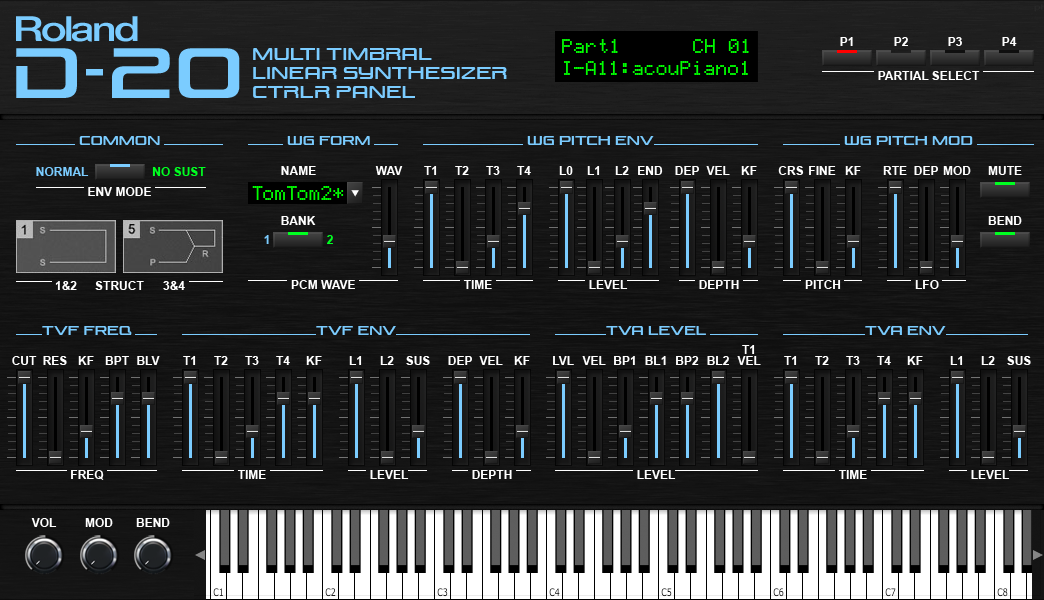 Roland
D-20
MULTI TIMBRAL
LINEAR SYNTHESIZER
CTRLR PANEL
Part1 CH 01
I-A11:acouPiano1
P1 P2 P3 P4
PARTIAL SELECT
COMMON
NORMAL NO SUST
ENV MODE
1 S S
5 S P R
1&2 STRUCT 3&4
WG FORM
NAME WAV
TomTom2*
BANK
1 2
PCM WAVE
WG PITCH ENV
T1 T2 T3 T4 L0 L1 L2 END DEP VEL KF
TIME LEVEL DEPTH
WG PITCH MOD
CRS FINE KF RTE DEP MOD MUTE
BEND
PITCH LFO
TVF FREQ
CUT RES KF BPT BLV
FREQ
TVF ENV
T1 T2 T3 T4 KF L1 L2 SUS DEP VEL KF
TIME LEVEL DEPTH
TVA LEVEL
LVL VEL BP1 BL1 BP2 BL2 T1 VEL
LEVEL
TVA ENV
T1 T2 T3 T4 KF L1 L2 SUS
TIME LEVEL
VOL MOD BEND
C1 C2 C3 C4 C5 C6 C7 C8